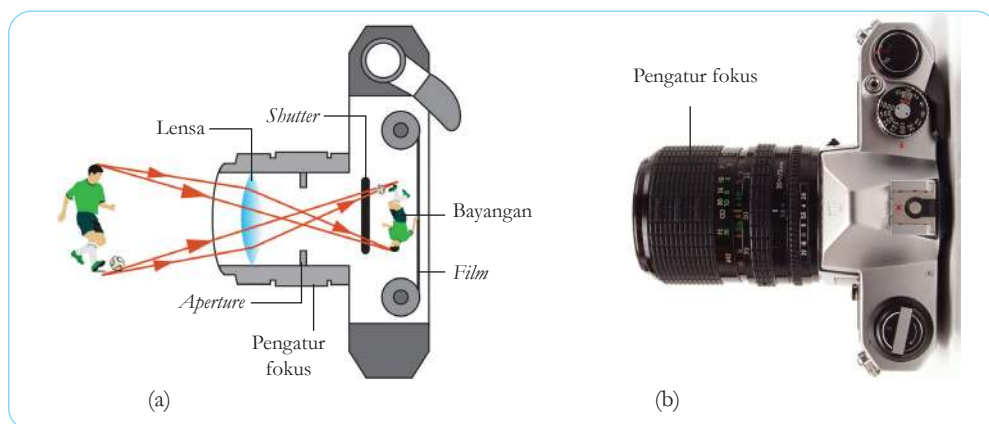 Shutter
Lensa
Bayangan
Film
Aperture
Pengatur
fokus
(a)
Pengatur fokus
(b)